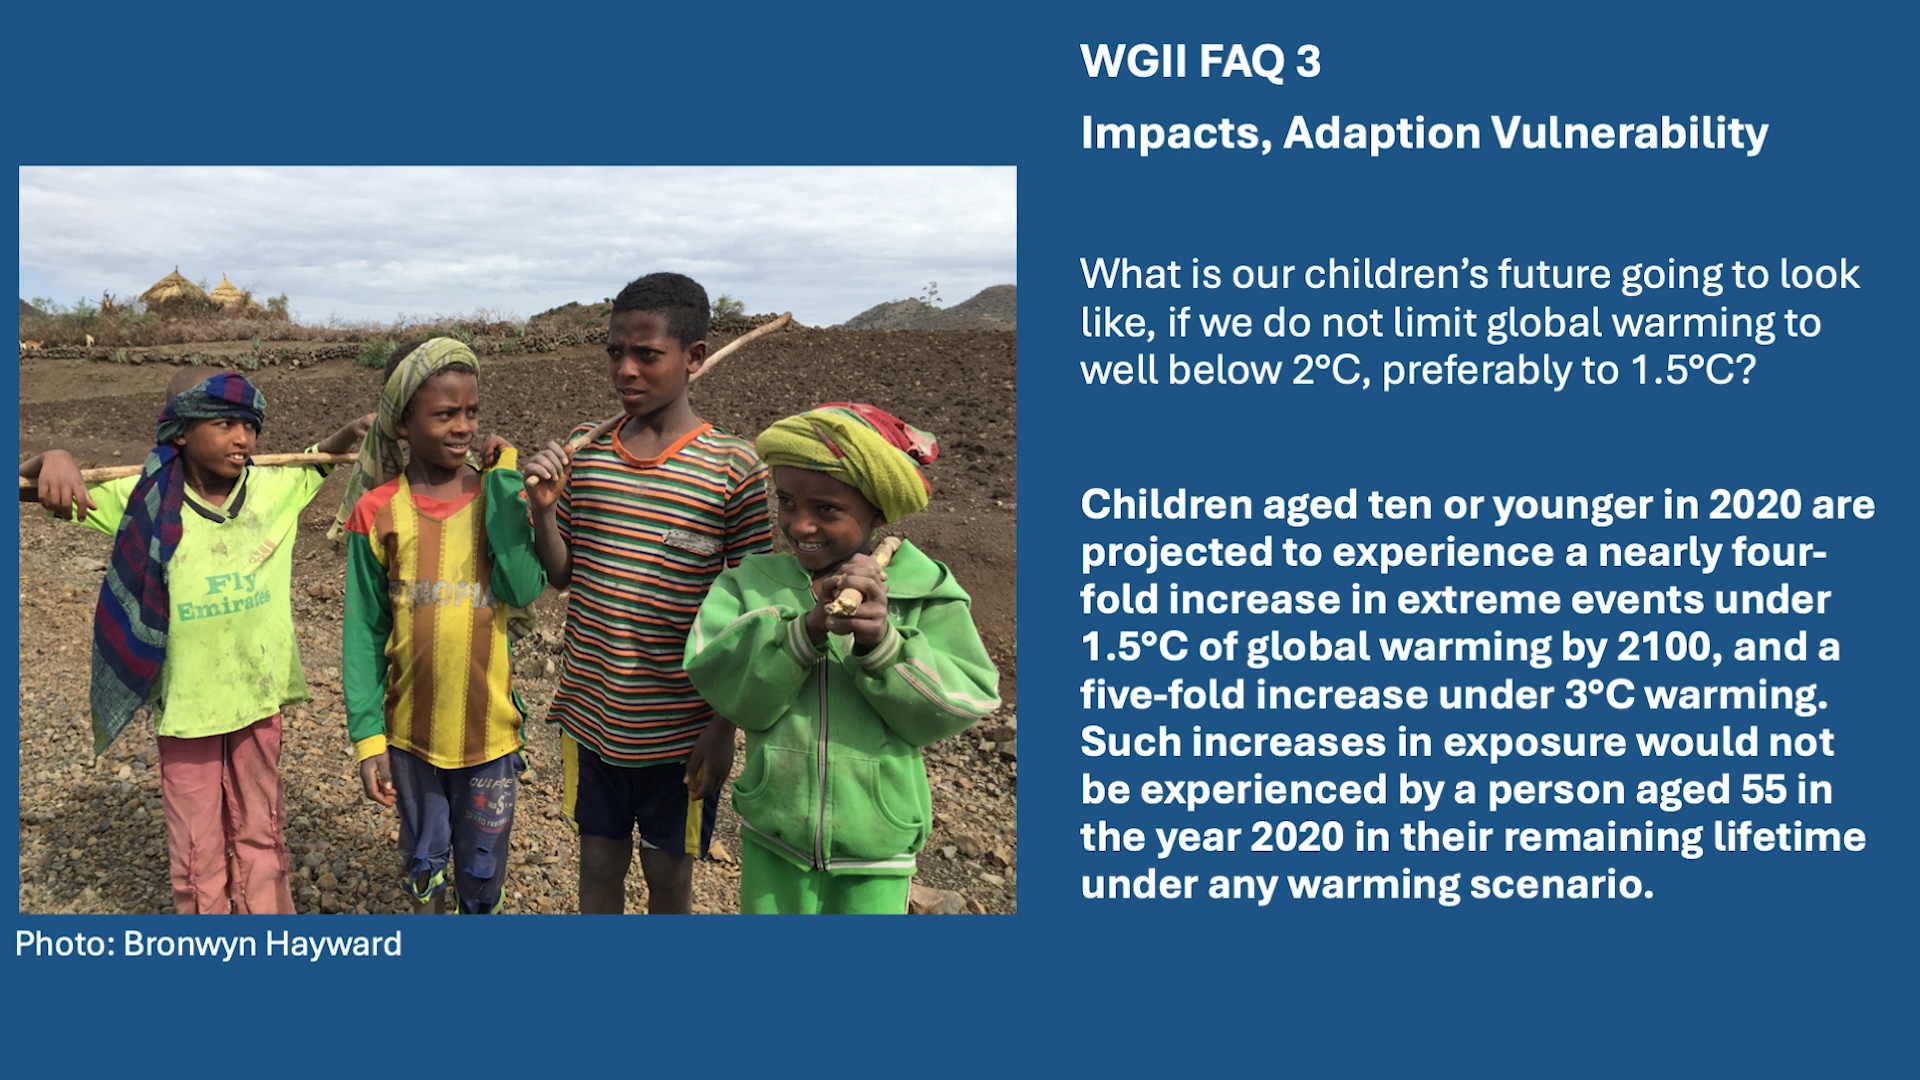 WGII FAQ 3
Impacts, Adaption Vulnerability
What is our children’s future going to look
like, if we do not limit global warming to
well below 2°C, preferably to 1.5°C?
Children aged ten or younger in 2020 are
projected to experience a nearly four-
fold increase in extreme events under
1.5°C of global warming by 2100, and a
five-fold increase under 3°C warming.
Such increases in exposure would not
be experienced by a person aged 55 in
the year 2020 in their remaining lifetime
under any warming scenario.
Fly
Emirates
Photo: Bronwyn Hayward